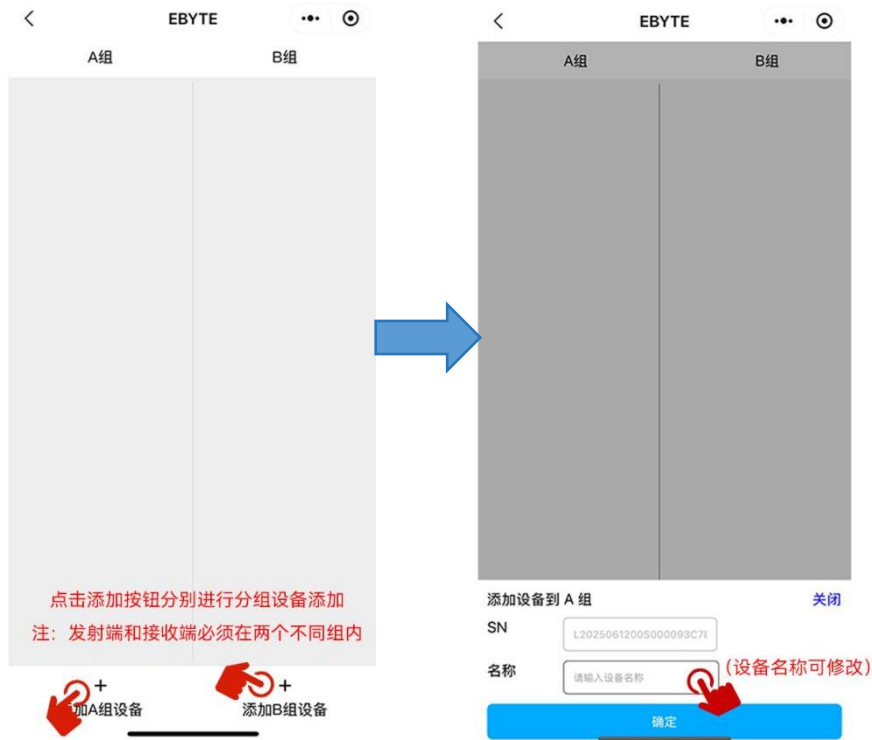 EBYTE
A组
B组
点击添加按钮分别进行分组设备添加
注：发射端和接收端必须在两个不同组内
+
+
加A组设备
添加B组设备
EBYTE
A组
B组
添加设备到 A 组
关闭
SN
L2025061200S000093C78
名称
请输入设备名称
(设备名称可修改)
确定